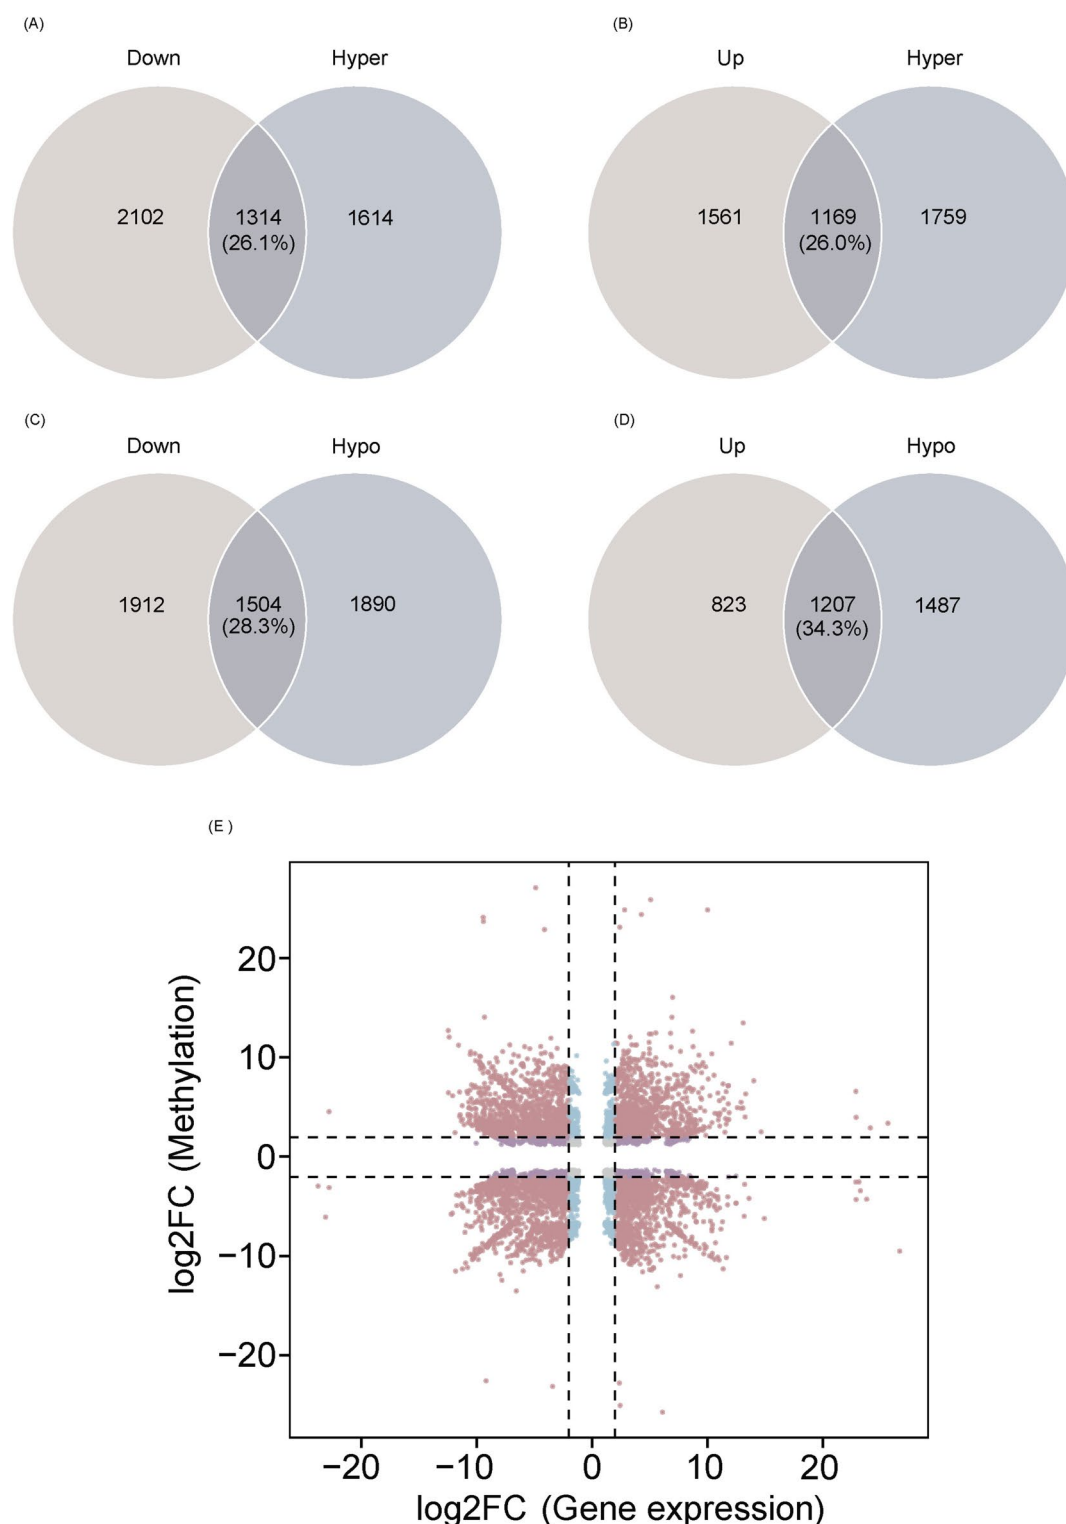 (A)
(B)
Down Hyper
Up Hyper
2102 1314 1614
(26.1%)
1561 1169 1759
(26.0%)
(C)
(D)
Down Hypo
Up Hypo
1912 1504 1890
(28.3%)
823 1207 1487
(34.3%)
(E )
log2FC (Methylation)
20
10
0
−10
−20
−20 −10 0 10 20
log2FC (Gene expression)